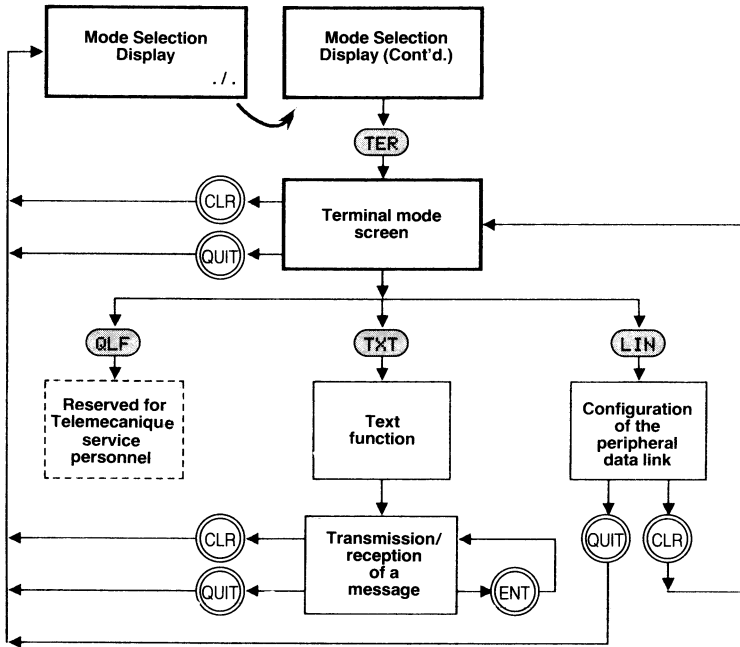 Mode Selection
Display
. / .
Mode Selection
Display (Cont'd.)
TER
CLR
QUIT
Terminal mode
screen
QLF
TXT
LIN
Reserved for
Telemecanique
service
personnel
Text
function
Configuration
of the
peripheral
data link
CLR
QUIT
Transmission/
reception
of a
message
ENT
QUIT
CLR